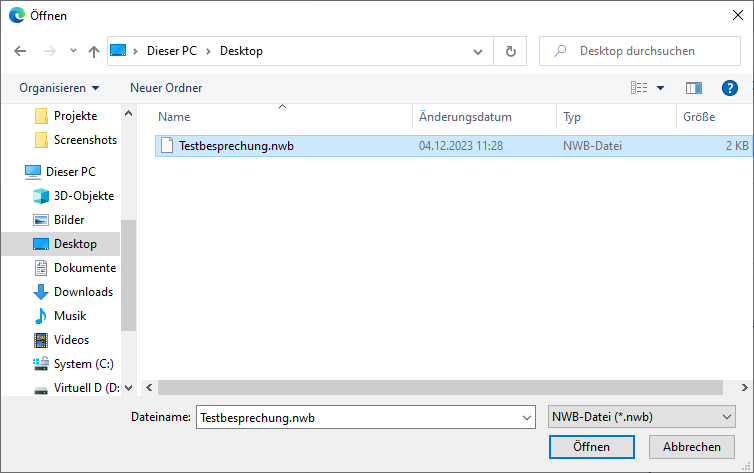 Öffnen
Dieser PC > Desktop
Desktop durchsuchen
Organisieren
Neuer Ordner
?
Projekte
Screenshots
Dieser PC
3D-Objekte
Bilder
Desktop
Dokumente
Downloads
Musik
Videos
System (C:)
Virtuell D (D:
Name Änderungsdatum Typ Größe
Testbesprechung.nwb 04.12.2023 11:28 NWB-Datei 2 KB
Dateiname: Testbesprechung.nwb NWB-Datei (*.nwb)
Öffnen Abbrechen